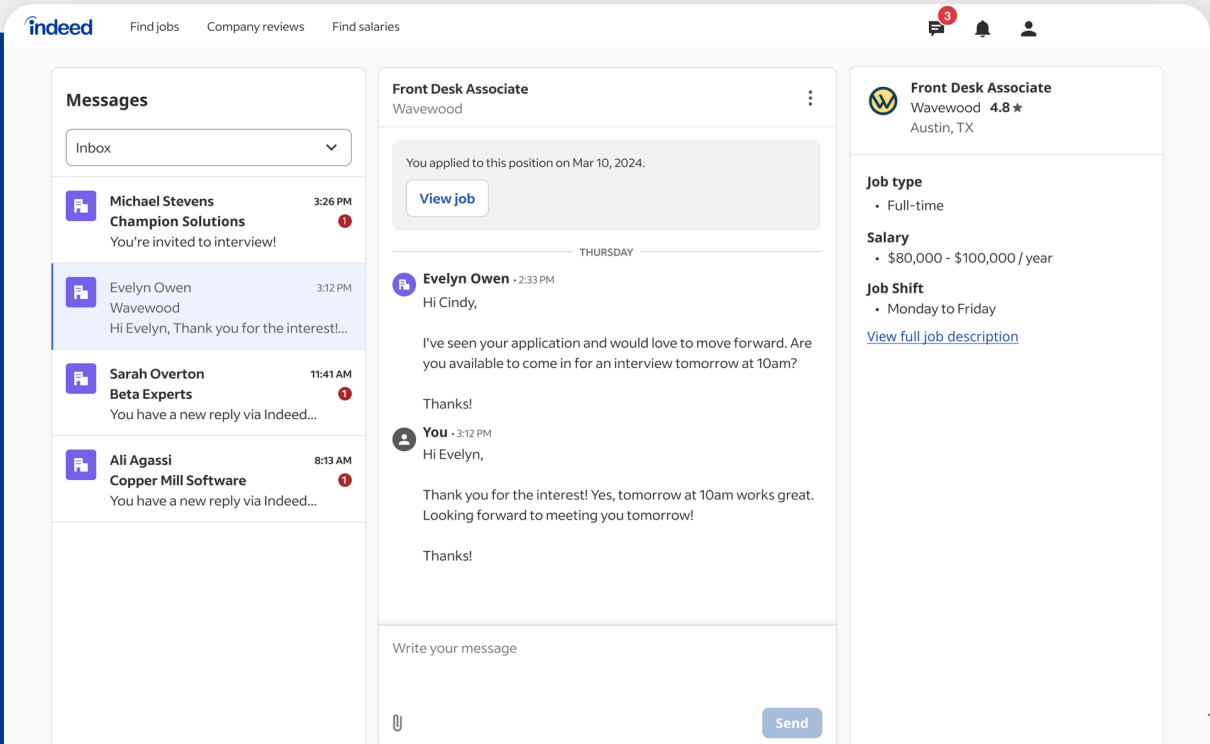 indeed
Find jobs
Company reviews
Find salaries
3
Messages
Inbox
Michael Stevens
3:26 PM
Champion Solutions
1
You’re invited to interview!
Evelyn Owen
3:12 PM
Wavewood
Hi Evelyn, Thank you for the interest!...
Sarah Overton
11:41 AM
Beta Experts
1
You have a new reply via Indeed...
Ali Agassi
8:13 AM
Copper Mill Software
1
You have a new reply via Indeed...
Front Desk Associate
Wavewood
You applied to this position on Mar 10, 2024.
View job
THURSDAY
Evelyn Owen • 2:33 PM
Hi Cindy,
I’ve seen your application and would love to move forward. Are
you available to come in for an interview tomorrow at 10am?
Thanks!
You • 3:12 PM
Hi Evelyn,
Thank you for the interest! Yes, tomorrow at 10am works great.
Looking forward to meeting you tomorrow!
Thanks!
Write your message
Send
W
Front Desk Associate
Wavewood 4.8★
Austin, TX
Job type
• Full-time
Salary
• $80,000 - $100,000 / year
Job Shift
• Monday to Friday
View full job description